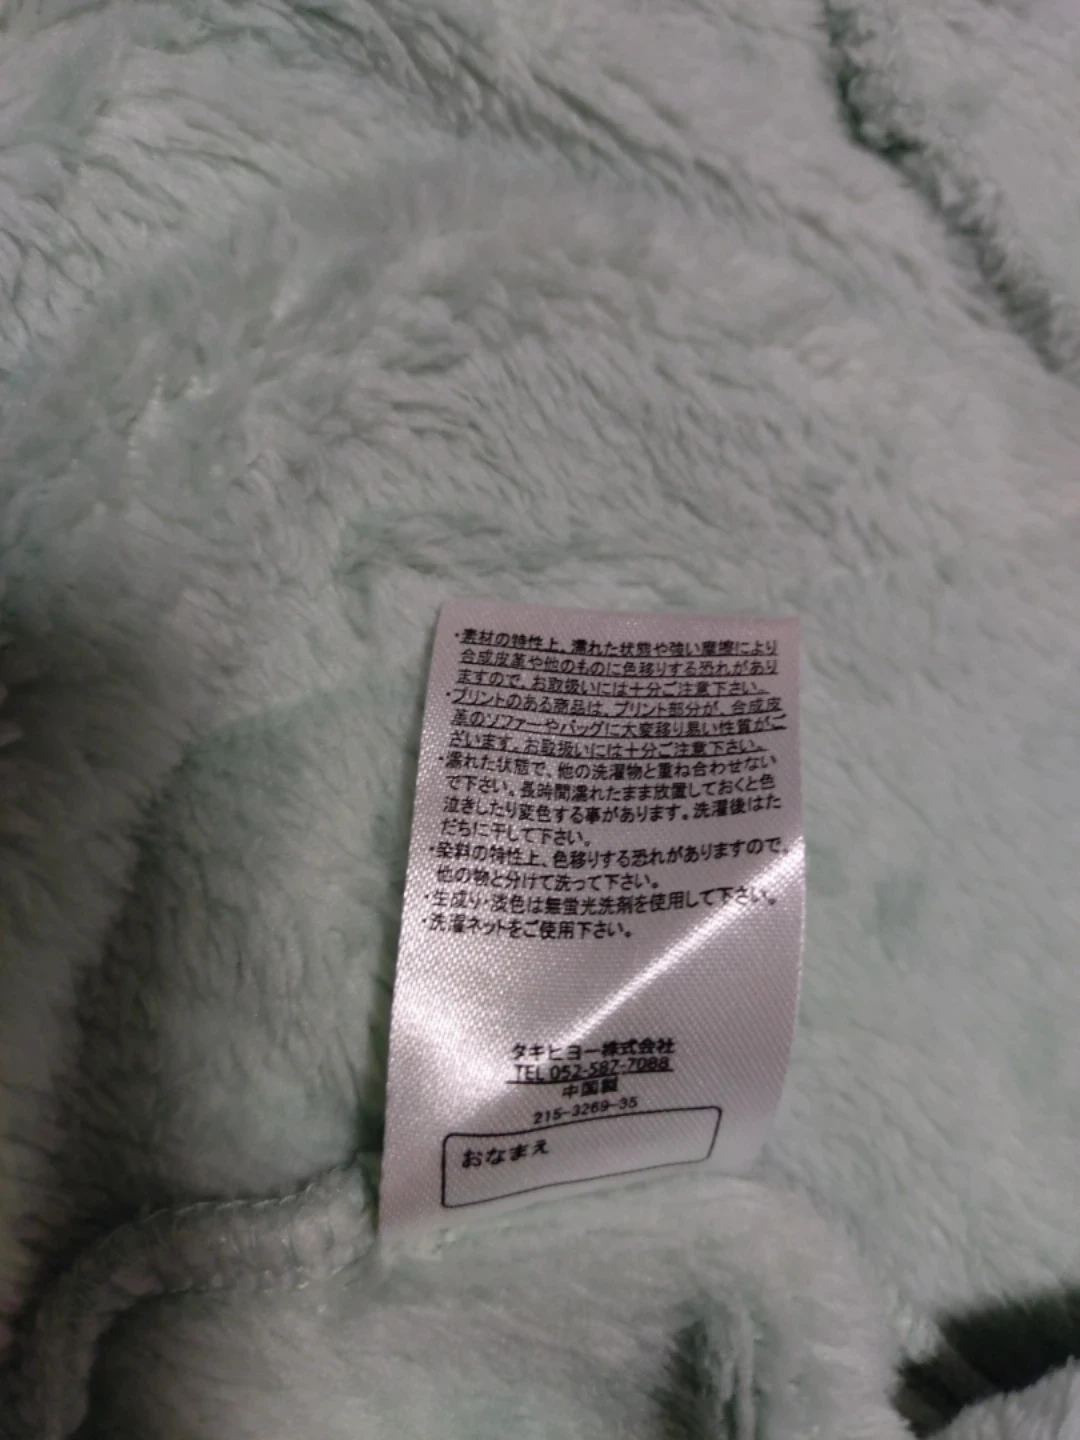 ・素材の特性上、濡れた状態や強い摩擦により
合成皮革や他のものに色移りする恐れがあり
ますので、お取扱いには十分ご注意下さい。
・プリントのある商品は、プリント部分が、合成皮
革のソファーやバッグに大変移り易い性質がご
ざいます。お取扱いには十分ご注意下さい。
・濡れた状態で、他の洗濯物と重ね合わせない
で下さい。長時間濡れたまま放置しておくと色
泣きしたり変色する事があります。洗濯後はた
だちに干して下さい。
・染料の特性上、色移りする恐れがありますので、
他の物と分けて洗って下さい。
・生成り・淡色は無蛍光洗剤を使用して下さい。
・洗濯ネットをご使用下さい。
タキヒヨー株式会社
TEL 052-587-7088
中国製
215-3269-35
おなまえ